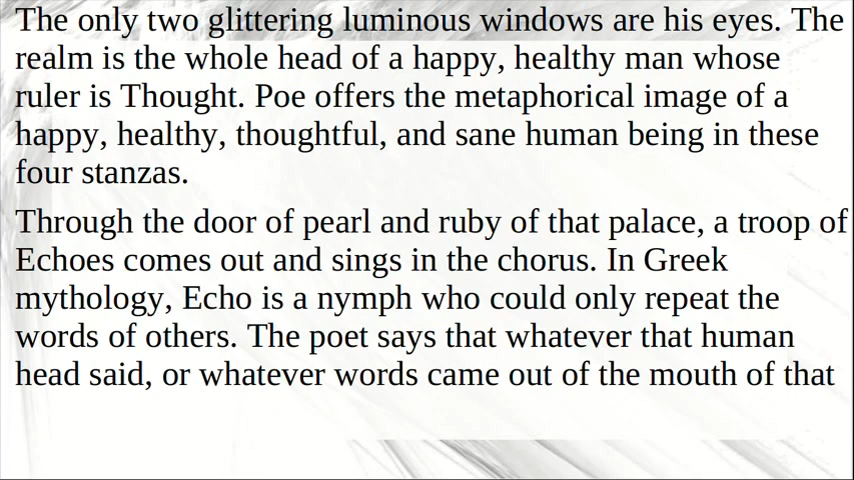 The only two glittering luminous windows are his eyes. The
realm is the whole head of a happy, healthy man whose
ruler is Thought. Poe offers the metaphorical image of a
happy, healthy, thoughtful, and sane human being in these
four stanzas.
Through the door of pearl and ruby of that palace, a troop of
Echoes comes out and sings in the chorus. In Greek
mythology, Echo is a nymph who could only repeat the
words of others. The poet says that whatever that human
head said, or whatever words came out of the mouth of that